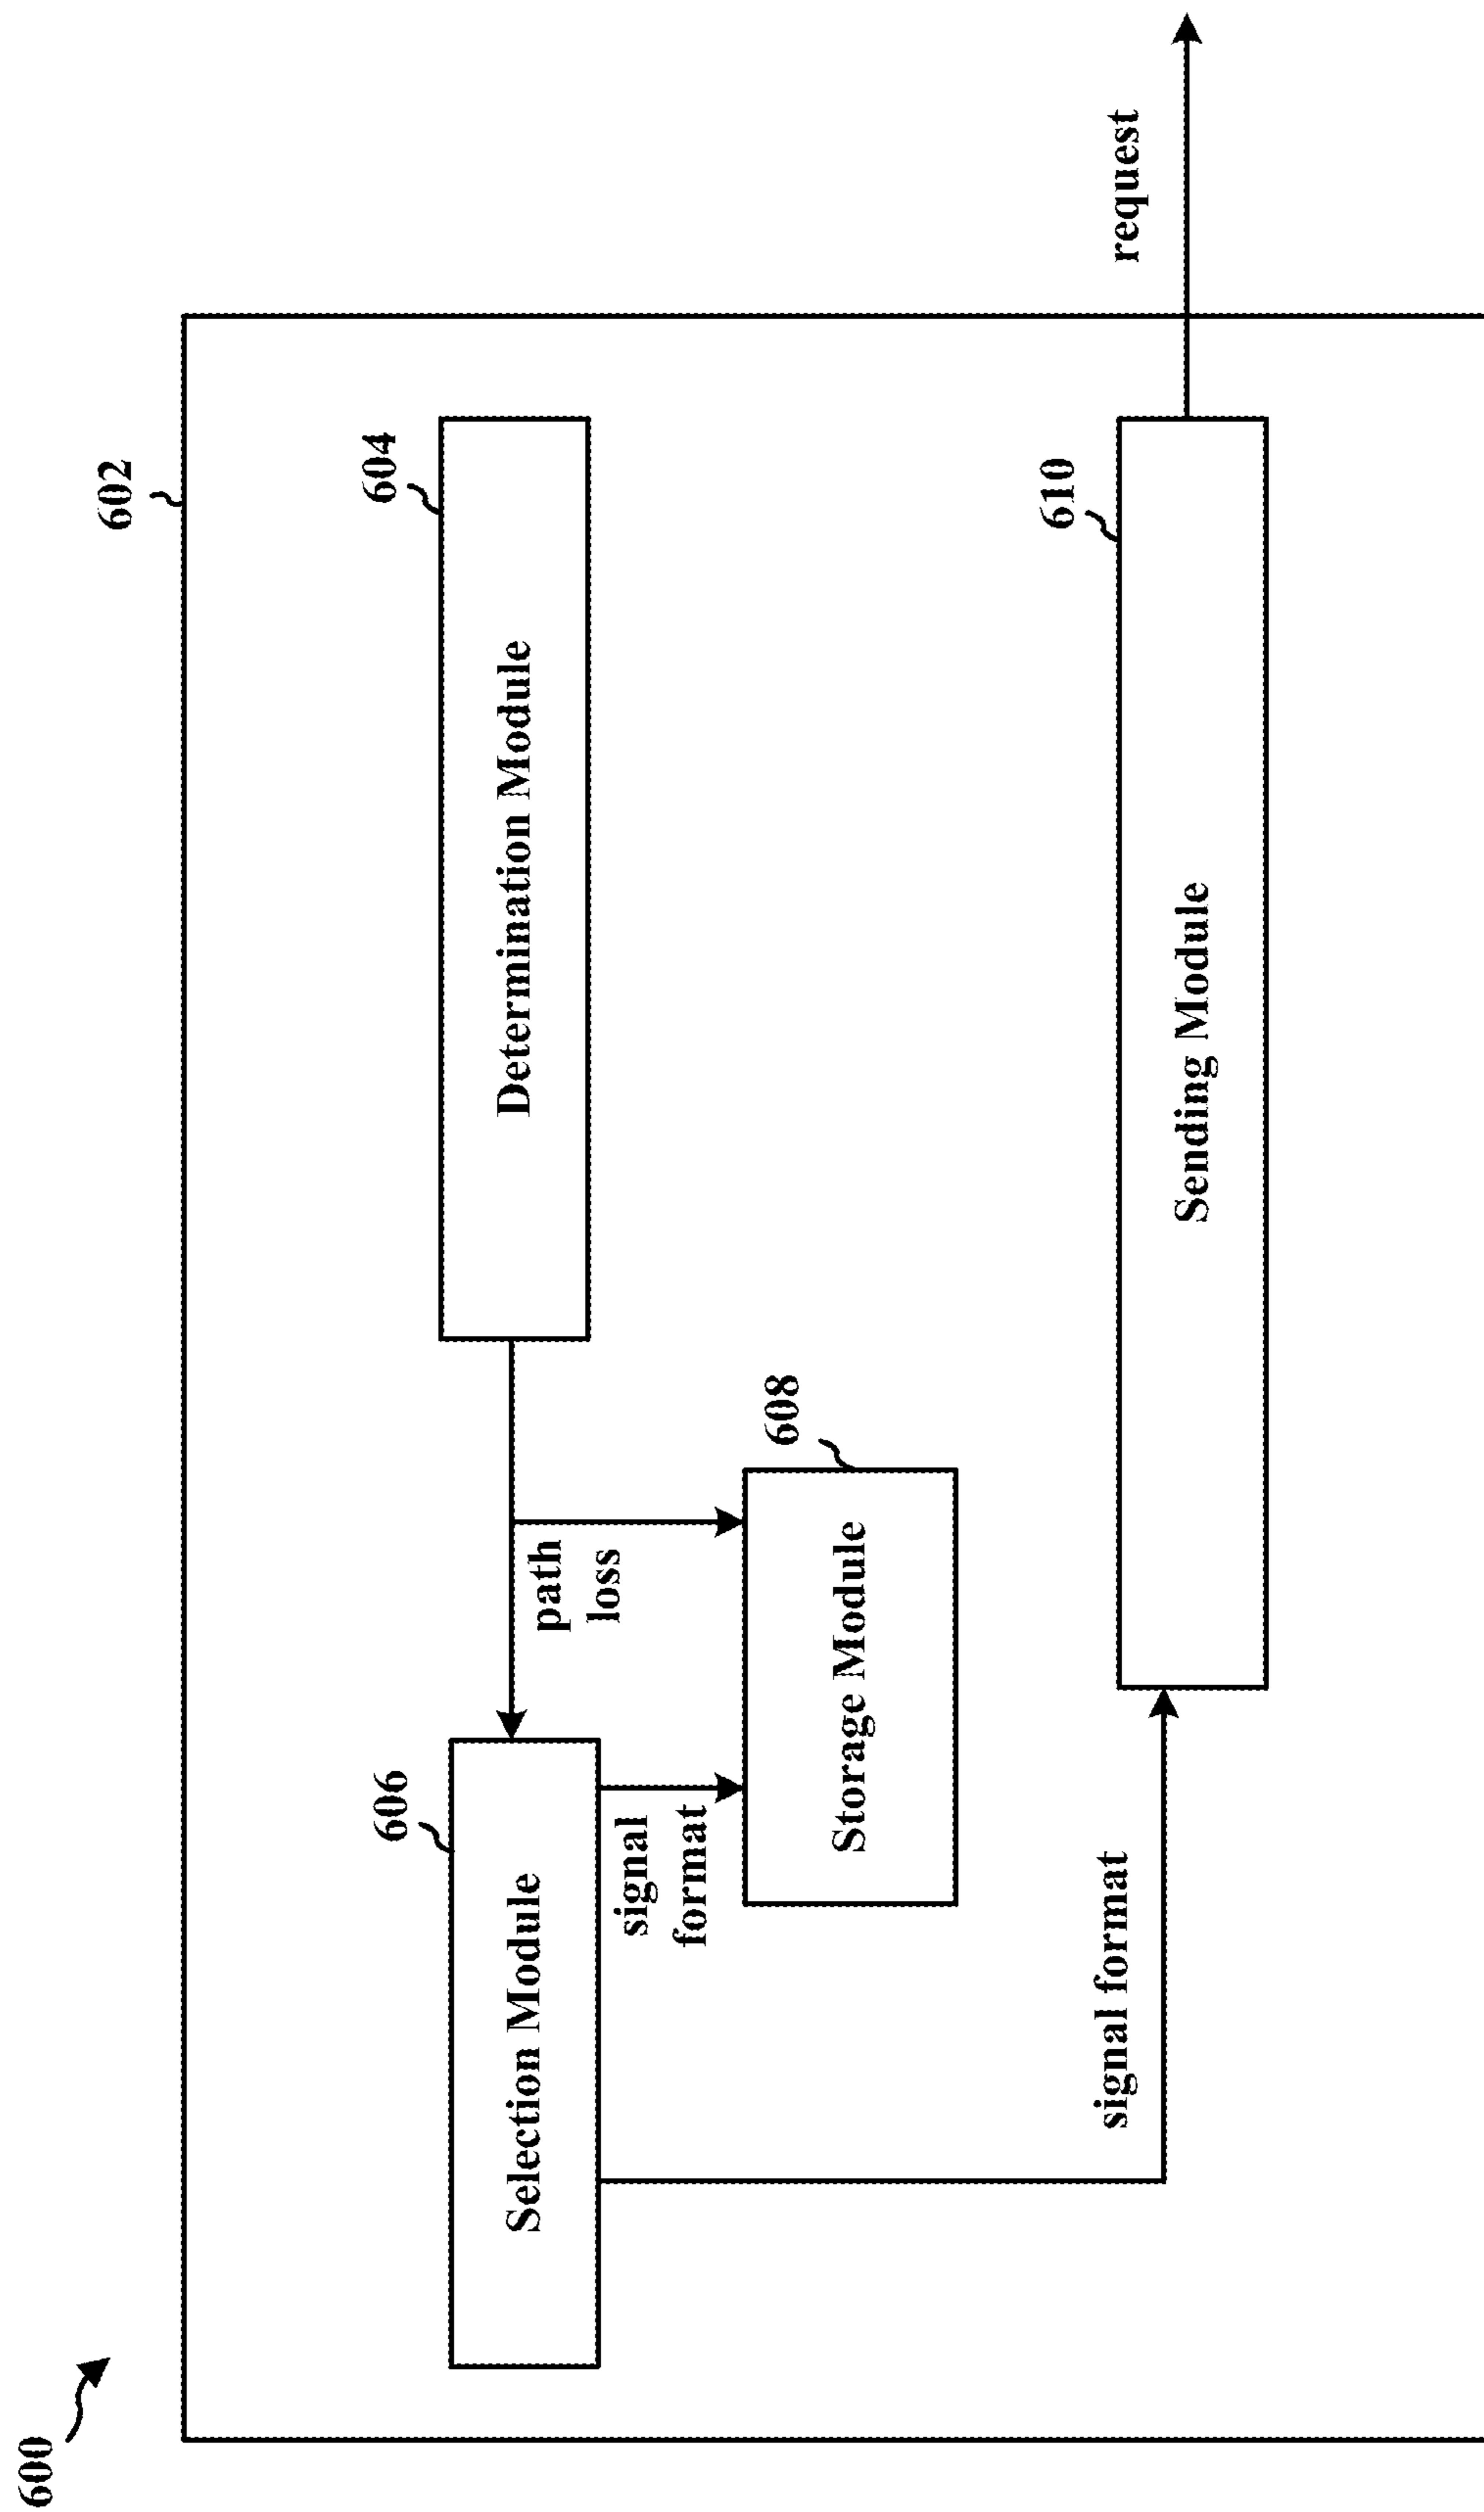 600
602
604
Determination Module
606
Selection Module
path
loss
signal
format
608
Storage Module
signal format
610
Sending Module
request